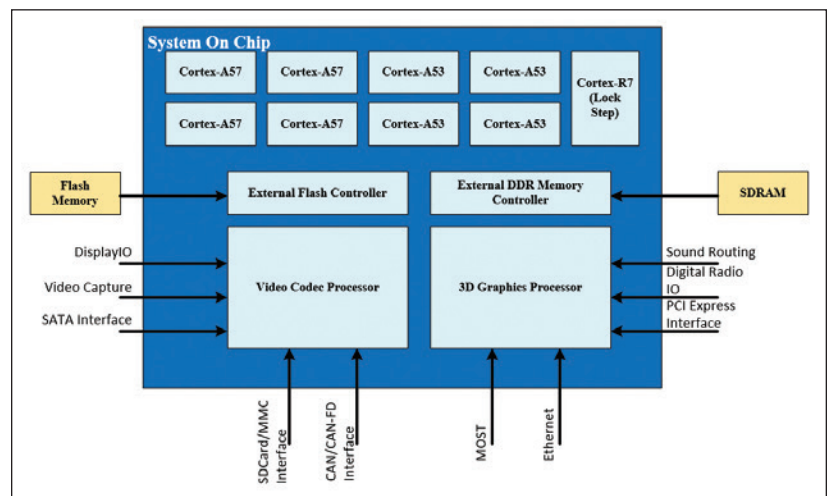 System On Chip
Cortex-A57
Cortex-A57
Cortex-A53
Cortex-A53
Cortex-R7
(Lock
Step)
Cortex-A57
Cortex-A57
Cortex-A53
Cortex-A53
Flash
Memory
External Flash Controller
External DDR Memory
Controller
SDRAM
DisplayIO
Video Capture
SATA Interface
Video Codec Processor
3D Graphics Processor
Sound Routing
Digital Radio
IO
PCI Express
Interface
SDCard/MMC
Interface
CAN/CAN-FD
Interface
MOST
Ethernet